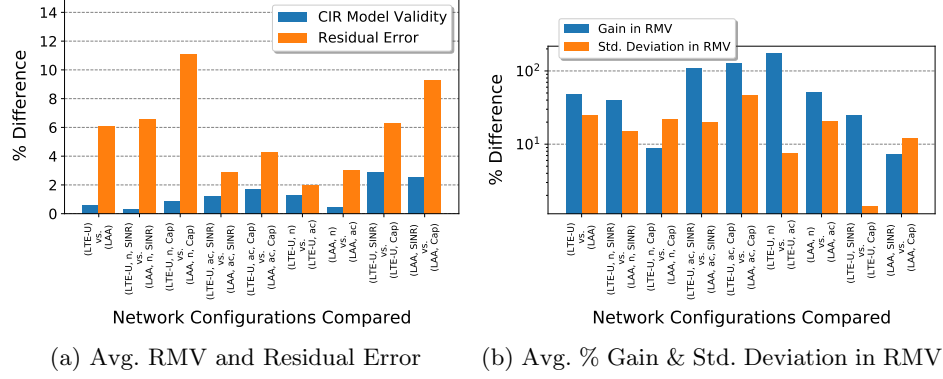 14
12
10
8
6
4
2
0
% Difference
CIR Model Validity
Residual Error
(LTE-U)
vs.
(LAA)
(LTE-U, n, SINR)
vs.
(LAA, n, SINR)
(LTE-U, n, Cap)
vs.
(LAA, n, Cap)
(LTE-U, ac, SINR)
vs.
(LAA, ac, SINR)
(LTE-U, ac, Cap)
vs.
(LAA, ac, Cap)
(LTE-U, n)
vs.
(LTE-U, ac)
(LAA, n)
vs.
(LAA, ac)
(LTE-U, SINR)
vs.
(LTE-U, Cap)
(LAA, SINR)
vs.
(LAA, Cap)
Network Configurations Compared
(a) Avg. RMV and Residual Error
Gain in RMV
Std. Deviation in RMV
10²
10¹
% Difference
(LTE-U)
vs.
(LAA)
(LTE-U, n, SINR)
vs.
(LAA, n, SINR)
(LTE-U, n, Cap)
vs.
(LAA, n, Cap)
(LTE-U, ac, SINR)
vs.
(LAA, ac, SINR)
(LTE-U, ac, Cap)
vs.
(LAA, ac, Cap)
(LTE-U, n)
vs.
(LTE-U, ac)
(LAA, n)
vs.
(LAA, ac)
(LTE-U, SINR)
vs.
(LTE-U, Cap)
(LAA, SINR)
vs.
(LAA, Cap)
Network Configurations Compared
(b) Avg. % Gain & Std. Deviation in RMV